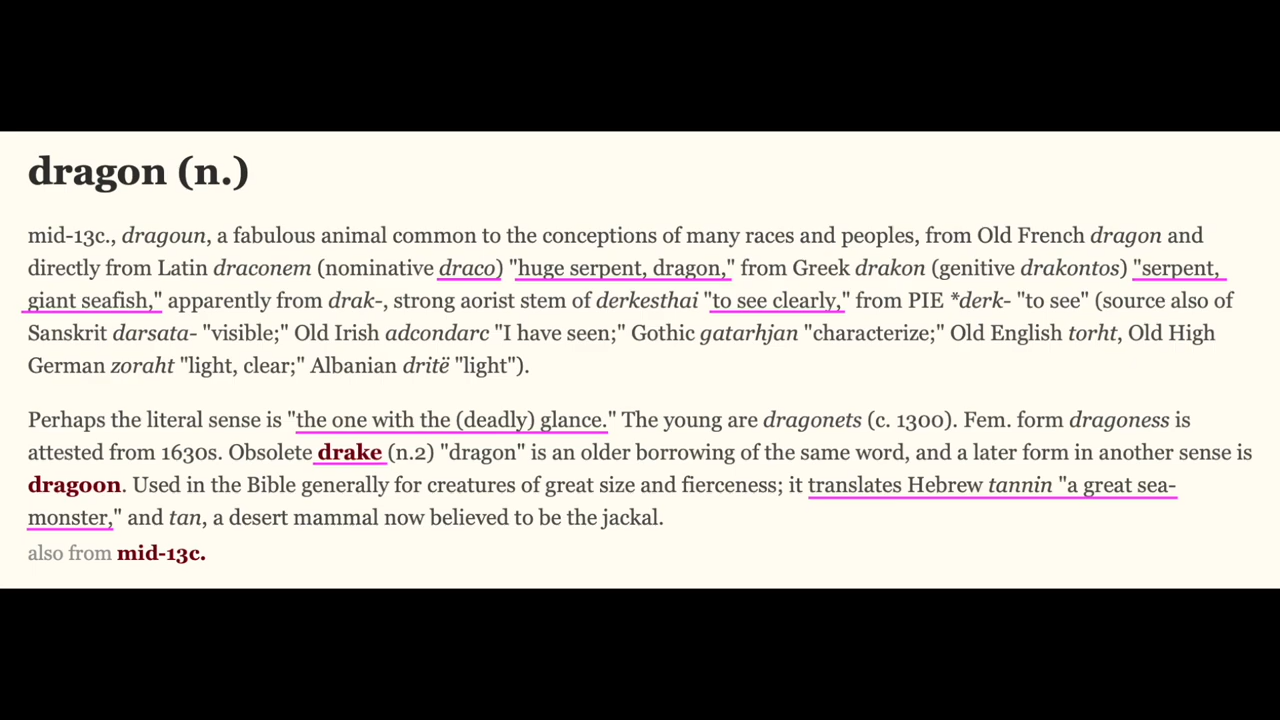 dragon (n.)
mid-13c., dragoun, a fabulous animal common to the conceptions of many races and peoples, from Old French dragon and
directly from Latin draconem (nominative draco) "huge serpent, dragon," from Greek drakon (genitive drakontos) "serpent,
giant seafish," apparently from drak-, strong aorist stem of derkesthai "to see clearly," from PIE *derk- "to see" (source also of
Sanskrit darsata- "visible;" Old Irish adcondarc "I have seen;" Gothic gatarhjan "characterize;" Old English torht, Old High
German zoraht "light, clear;" Albanian dritë "light").
Perhaps the literal sense is "the one with the (deadly) glance." The young are dragonets (c. 1300). Fem. form dragoness is
attested from 1630s. Obsolete drake (n.2) "dragon" is an older borrowing of the same word, and a later form in another sense is
dragoon. Used in the Bible generally for creatures of great size and fierceness; it translates Hebrew tannin "a great sea-
monster," and tan, a desert mammal now believed to be the jackal.
also from mid-13c.